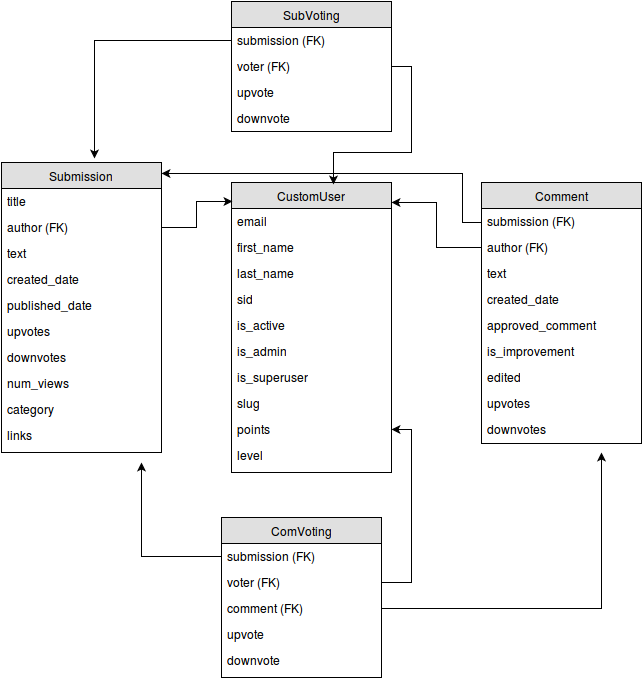 SubVoting
submission (FK)
voter (FK)
upvote
downvote
Submission
title
author (FK)
text
created_date
published_date
upvotes
downvotes
num_views
category
links
CustomUser
email
first_name
last_name
sid
is_active
is_admin
is_superuser
slug
points
level
Comment
submission (FK)
author (FK)
text
created_date
approved_comment
is_improvement
edited
upvotes
downvotes
ComVoting
submission (FK)
voter (FK)
comment (FK)
upvote
downvote